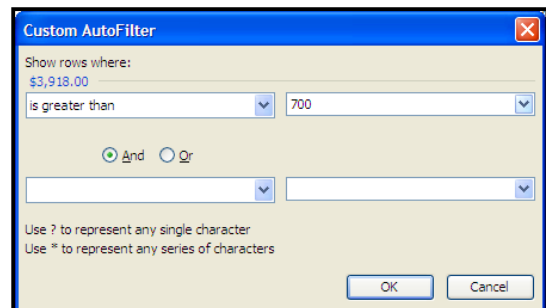 Custom AutoFilter
Show rows where:
$3,918.00
is greater than 700
And Or
Use ? to represent any single character
Use * to represent any series of characters
OK Cancel